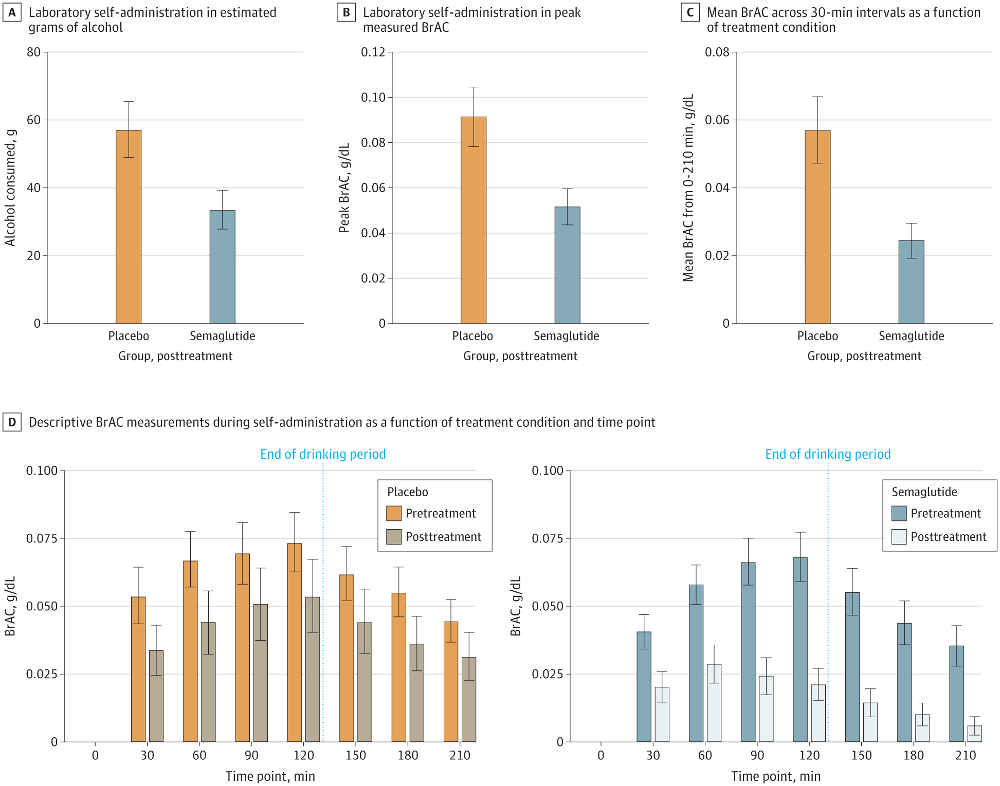 A Laboratory self-administration in estimated
grams of alcohol
80
60
40
20
0
Alcohol consumed, g
Placebo Semaglutide
Group, posttreatment
B Laboratory self-administration in peak
measured BrAC
0.12
0.10
0.08
0.06
0.04
0.02
0
Peak BrAC, g/dL
Placebo Semaglutide
Group, posttreatment
C Mean BrAC across 30-min intervals as a function
of treatment condition
0.08
0.06
0.04
0.02
0
Mean BrAC from 0-210 min, g/dL
Placebo Semaglutide
Group, posttreatment
D Descriptive BrAC measurements during self-administration as a function of treatment condition and time point
End of drinking period
0.100
0.075
0.050
0.025
0
BrAC, g/dL
Placebo
Pretreatment
Posttreatment
0 30 60 90 120 150 180 210
Time point, min
End of drinking period
0.100
0.075
0.050
0.025
0
BrAC, g/dL
Semaglutide
Pretreatment
Posttreatment
0 30 60 90 120 150 180 210
Time point, min